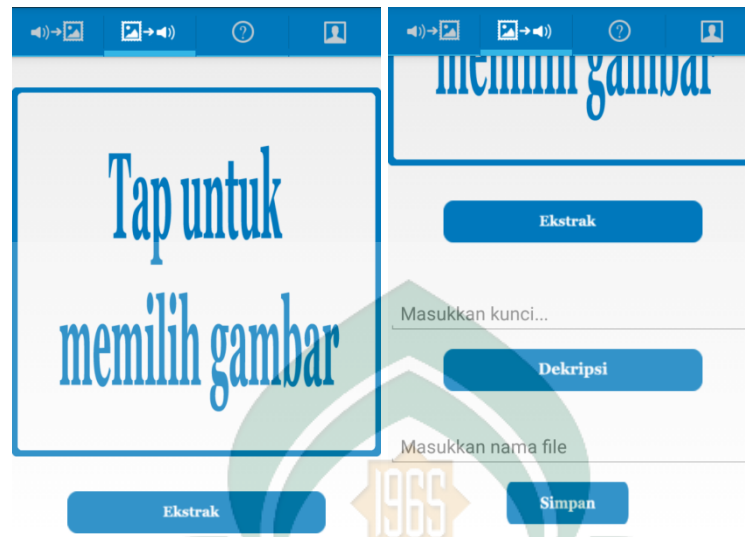 Tap untuk
memilih gambar
Ekstrak
memilih gambar
Ekstrak
Masukkan kunci...
Dekripsi
Masukkan nama file
Simpan
1965